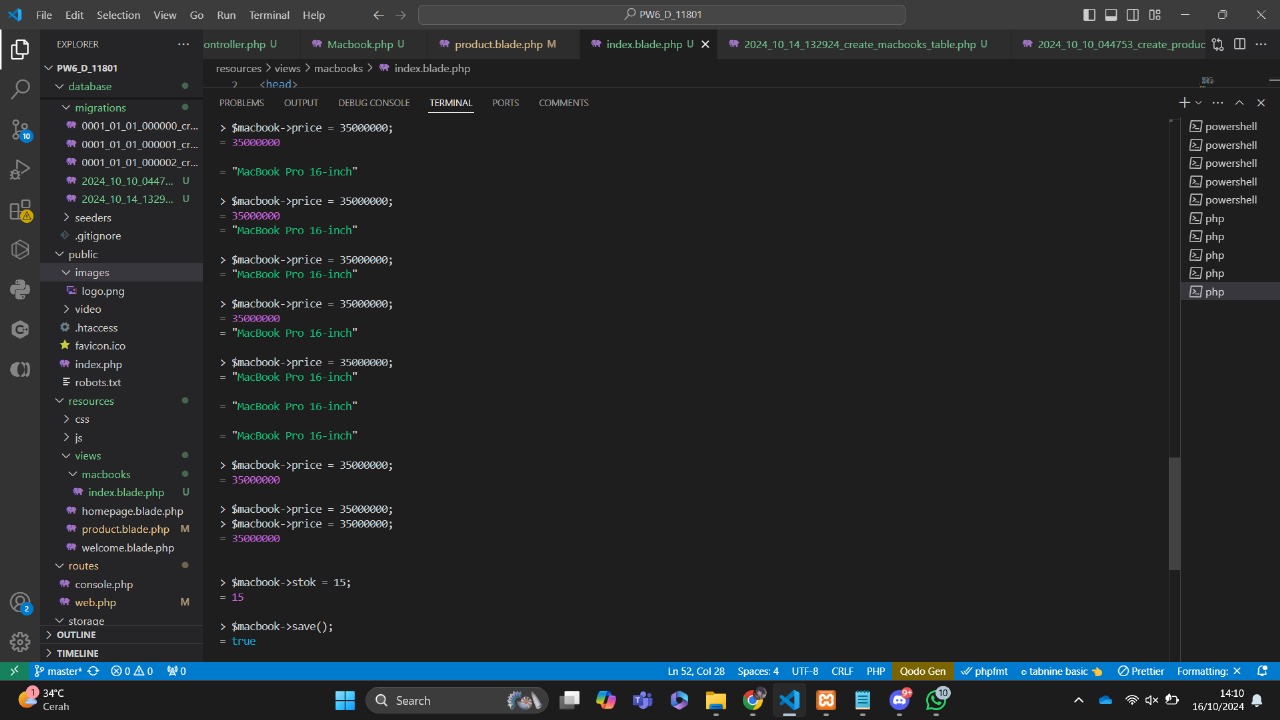 File Edit Selection View Go Run Terminal Help
PW6_D_11801
EXPLORER
ontroller.php U
Macbook.php U
product.blade.php M
index.blade.php U
2024_10_14_132924_create_macbooks_table.php U
2024_10_10_044753_create_produc
PW6_D_11801
resources > views > macbooks > index.blade.php
database
2 <head>
migrations
0001_01_01_000000_cr...
0001_01_01_000001_cr...
0001_01_01_000002_cr...
2024_10_10_0447... U
2024_10_14_1329... U
seeders
.gitignore
public
images
logo.png
video
.htaccess
favicon.ico
index.php
robots.txt
resources
css
js
views
macbooks
index.blade.php U
homepage.blade.php
product.blade.php M
welcome.blade.php
routes
console.php
web.php M
storage
OUTLINE
TIMELINE
PROBLEMS OUTPUT DEBUG CONSOLE TERMINAL PORTS COMMENTS
> $macbook->price = 35000000;
= 35000000
= "MacBook Pro 16-inch"
> $macbook->price = 35000000;
= 35000000
= "MacBook Pro 16-inch"
> $macbook->price = 35000000;
= "MacBook Pro 16-inch"
> $macbook->price = 35000000;
= 35000000
= "MacBook Pro 16-inch"
> $macbook->price = 35000000;
= "MacBook Pro 16-inch"
= "MacBook Pro 16-inch"
= "MacBook Pro 16-inch"
> $macbook->price = 35000000;
= 35000000
> $macbook->price = 35000000;
> $macbook->price = 35000000;
= 35000000
> $macbook->stok = 15;
= 15
> $macbook->save();
= true
powershell
powershell
powershell
powershell
powershell
php
php
php
php
php
10
2
master* 0 0 0
Ln 52, Col 28 Spaces: 4 UTF-8 CRLF PHP Qodo Gen phpfmt tabnine basic Prettier Formatting: ×
1
34°C
Cerah
Search
9+
10
14:10
16/10/2024